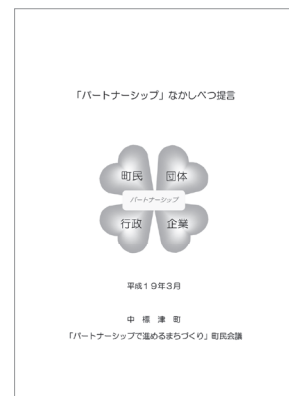 「パートナーシップ」なかしべつ提言
町民 団体
パートナーシップ
行政 企業
平成19年3月
中標津町
「パートナーシップで進めるまちづくり」町民会議